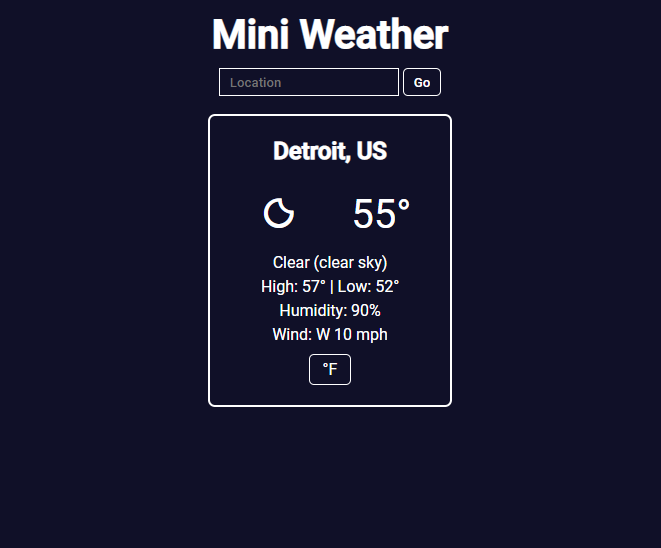 Mini Weather
Location
Go
Detroit, US
55°
Clear (clear sky)
High: 57° | Low: 52°
Humidity: 90%
Wind: W 10 mph
°F